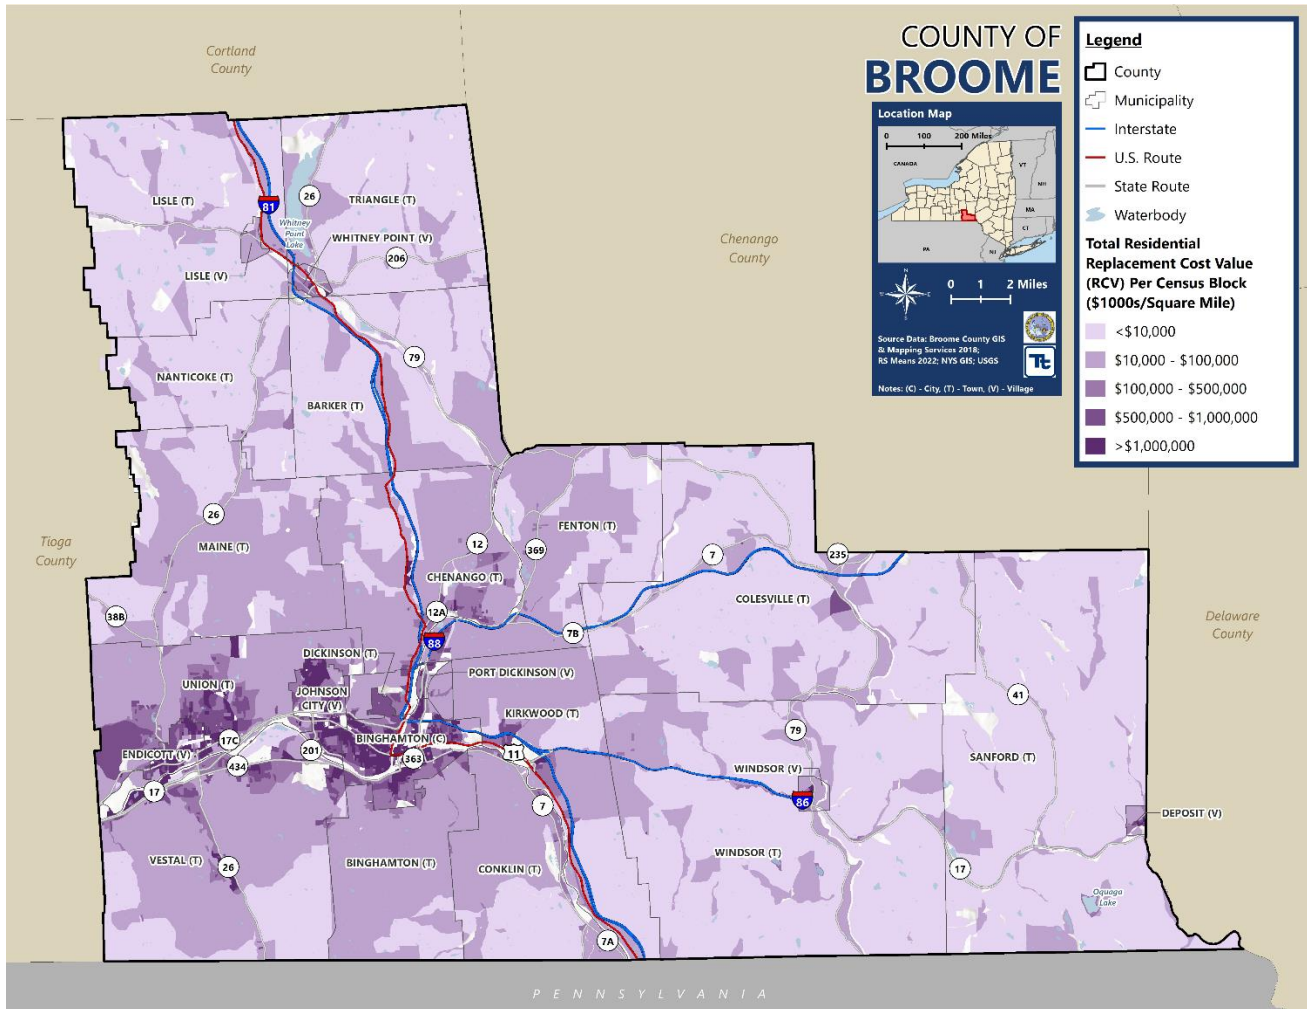 COUNTY OF
BROOME
Location Map
0 100 200 Miles
CANADA
VT
NH
MA
CT
PA
NJ
N
0 1 2 Miles
Source Data: Broome County GIS
& Mapping Services 2018;
RS Means 2022; NYS GIS; USGS
Tt
Notes: (C) - City, (T) - Town, (V) - Village
Legend
County
Municipality
Interstate
U.S. Route
State Route
Waterbody
Total Residential
Replacement Cost Value
(RCV) Per Census Block
($1000s/Square Mile)
<$10,000
$10,000 - $100,000
$100,000 - $500,000
$500,000 - $1,000,000
>$1,000,000
Cortland
County
Chenango
County
Tioga
County
Delaware
County
LISLE (T)
81
26
TRIANGLE (T)
Whitney
Point
Lake
WHITNEY POINT (V)
206
LISLE (V)
79
NANTICOKE (T)
BARKER (T)
26
MAINE (T)
12
369
FENTON (T)
CHENANGO (T)
7
235
COLESVILLE (T)
38B
12A
7B
88
DICKINSON (T)
PORT DICKINSON (V)
UNION (T)
JOHNSON
CITY (V)
KIRKWOOD (T)
41
79
17C
ENDICOTT (V)
201
BINGHAMTON (C)
363
11
434
SANFORD (T)
WINDSOR (V)
17
86
7
DEPOSIT (V)
VESTAL (T)
26
BINGHAMTON (T)
CONKLIN (T)
WINDSOR (T)
17
Oquaga
Lake
7A
PENNSYLVANIA